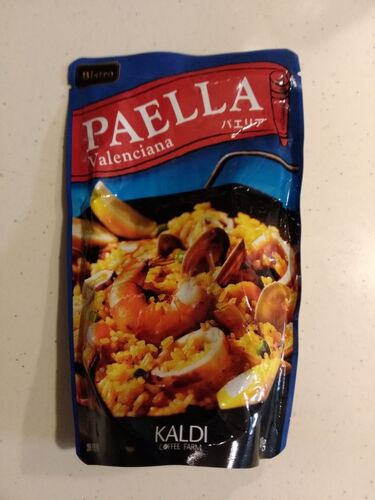 Bistro
PAELLA
パエリア
Valenciana
KALDI
COFFEE FARM